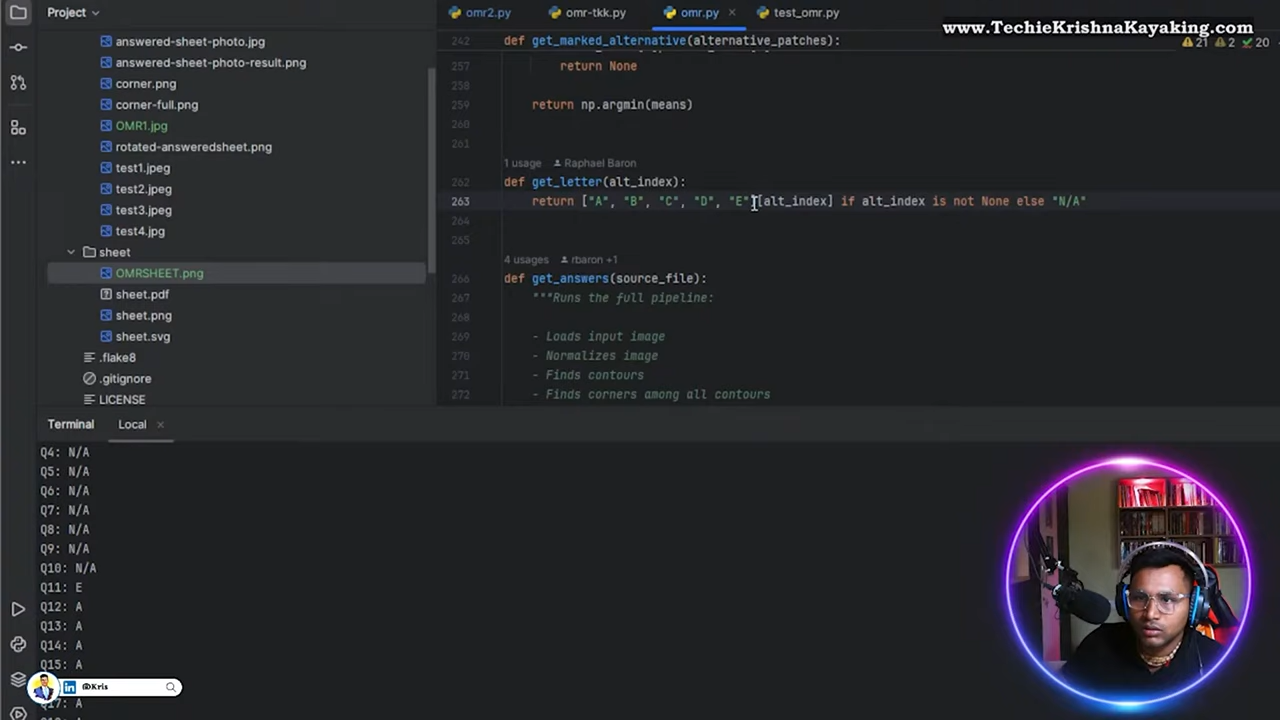 Project
answered-sheet-photo.jpg
answered-sheet-photo-result.png
corner.png
corner-full.png
OMR1.jpg
rotated-answeredsheet.png
test1.jpeg
test2.jpeg
test3.jpeg
test4.jpg
sheet
OMRSHEET.png
sheet.pdf
sheet.png
sheet.svg
.flake8
.gitignore
LICENSE
omr2.py
omr-tkk.py
omr.py
test_omr.py
www.TechieKrishnaKayaking.com
21 2 20
242 def get_marked_alternative(alternative_patches):
257 return None
258
259 return np.argmin(means)
260
261
1 usage Raphael Baron
262 def get_letter(alt_index):
263 return ["A", "B", "C", "D", "E"][alt_index] if alt_index is not None else "N/A"
264
265
4 usages rbaron +1
266 def get_answers(source_file):
267 """Runs the full pipeline:
268
269 - Loads input image
270 - Normalizes image
271 - Finds contours
272 - Finds corners among all contours
Terminal Local
Q4: N/A
Q5: N/A
Q6: N/A
Q7: N/A
Q8: N/A
Q9: N/A
Q10: N/A
Q11: E
Q12: A
Q13: A
Q14: A
Q15: A
in @Kris
Q17: A